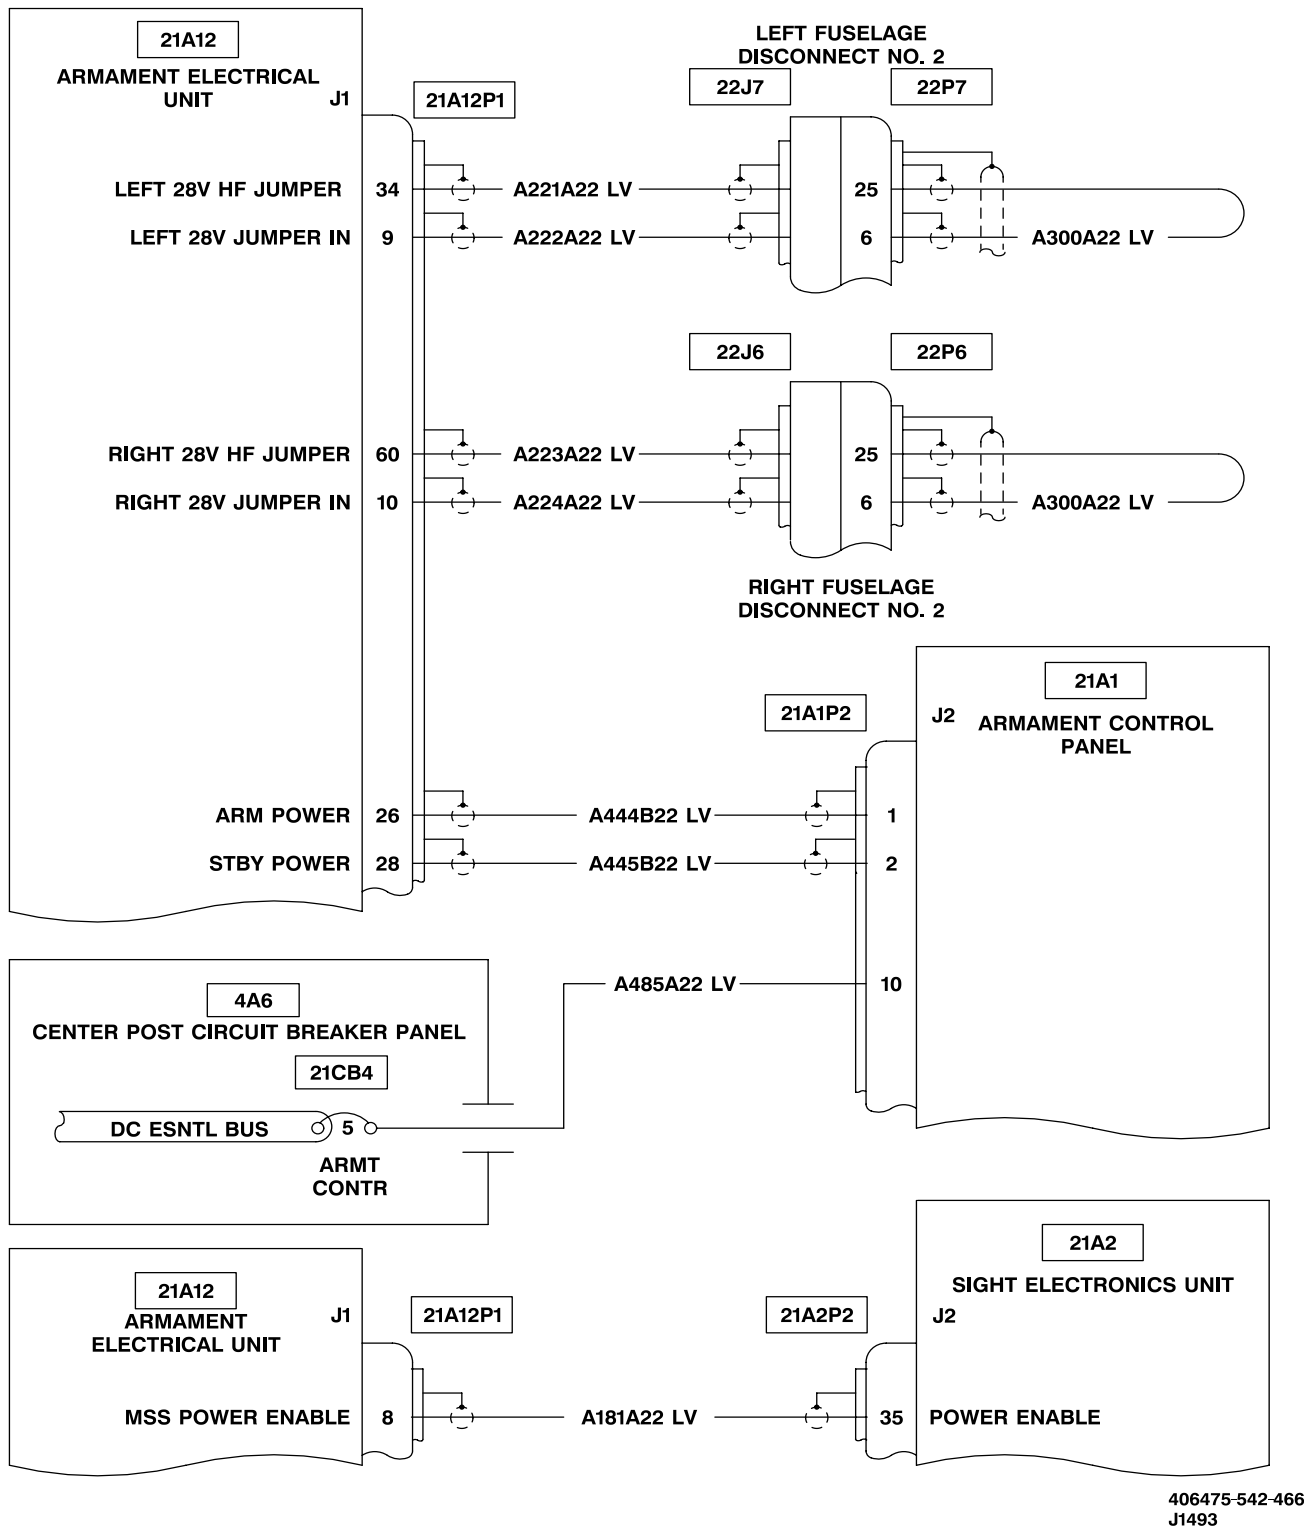 21A12
ARMAMENT ELECTRICAL
UNIT
J1
21A12P1
LEFT FUSELAGE
DISCONNECT NO. 2
22J7
22P7
LEFT 28V HF JUMPER 34 A221A22 LV 25
LEFT 28V JUMPER IN 9 A222A22 LV 6 A300A22 LV
22J6
22P6
RIGHT 28V HF JUMPER 60 A223A22 LV 25
RIGHT 28V JUMPER IN 10 A224A22 LV 6 A300A22 LV
RIGHT FUSELAGE
DISCONNECT NO. 2
21A1
21A1P2
J2
ARMAMENT CONTROL
PANEL
ARM POWER 26 A444B22 LV 1
STBY POWER 28 A445B22 LV 2
A485A22 LV 10
4A6
CENTER POST CIRCUIT BREAKER PANEL
21CB4
DC ESNTL BUS 5
ARMT
CONTR
21A12
ARMAMENT
ELECTRICAL UNIT
J1
21A12P1
21A2P2
21A2
SIGHT ELECTRONICS UNIT
J2
MSS POWER ENABLE 8 A181A22 LV 35 POWER ENABLE
406475-542-466
J1493